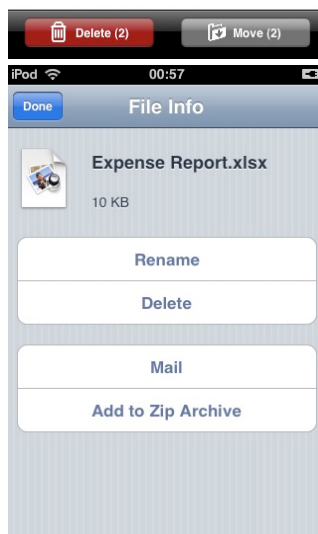 Delete (2) Move (2)
iPod 00:57
Done File Info
Expense Report.xlsx
10 KB
Rename
Delete
Mail
Add to Zip Archive